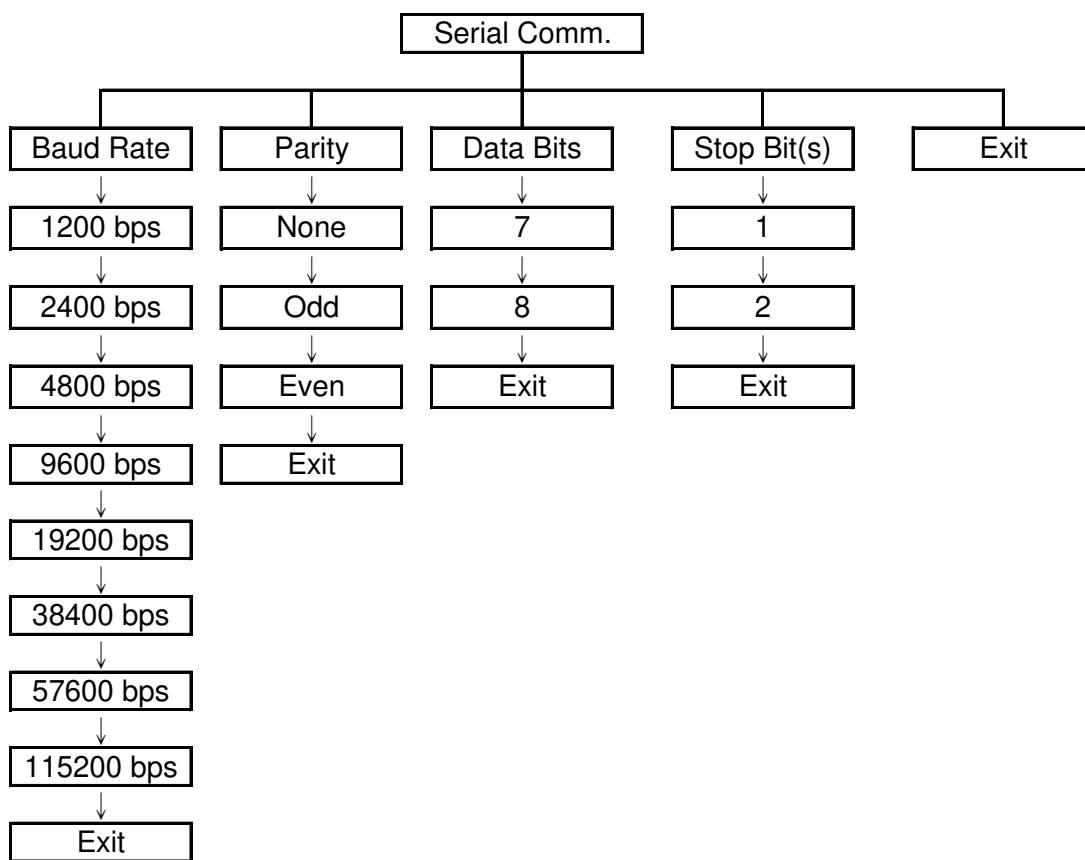 Serial Comm.
Baud Rate
Parity
Data Bits
Stop Bit(s)
Exit
1200 bps
None
7
1
2400 bps
Odd
8
2
4800 bps
Even
Exit
Exit
9600 bps
Exit
19200 bps
38400 bps
57600 bps
115200 bps
Exit